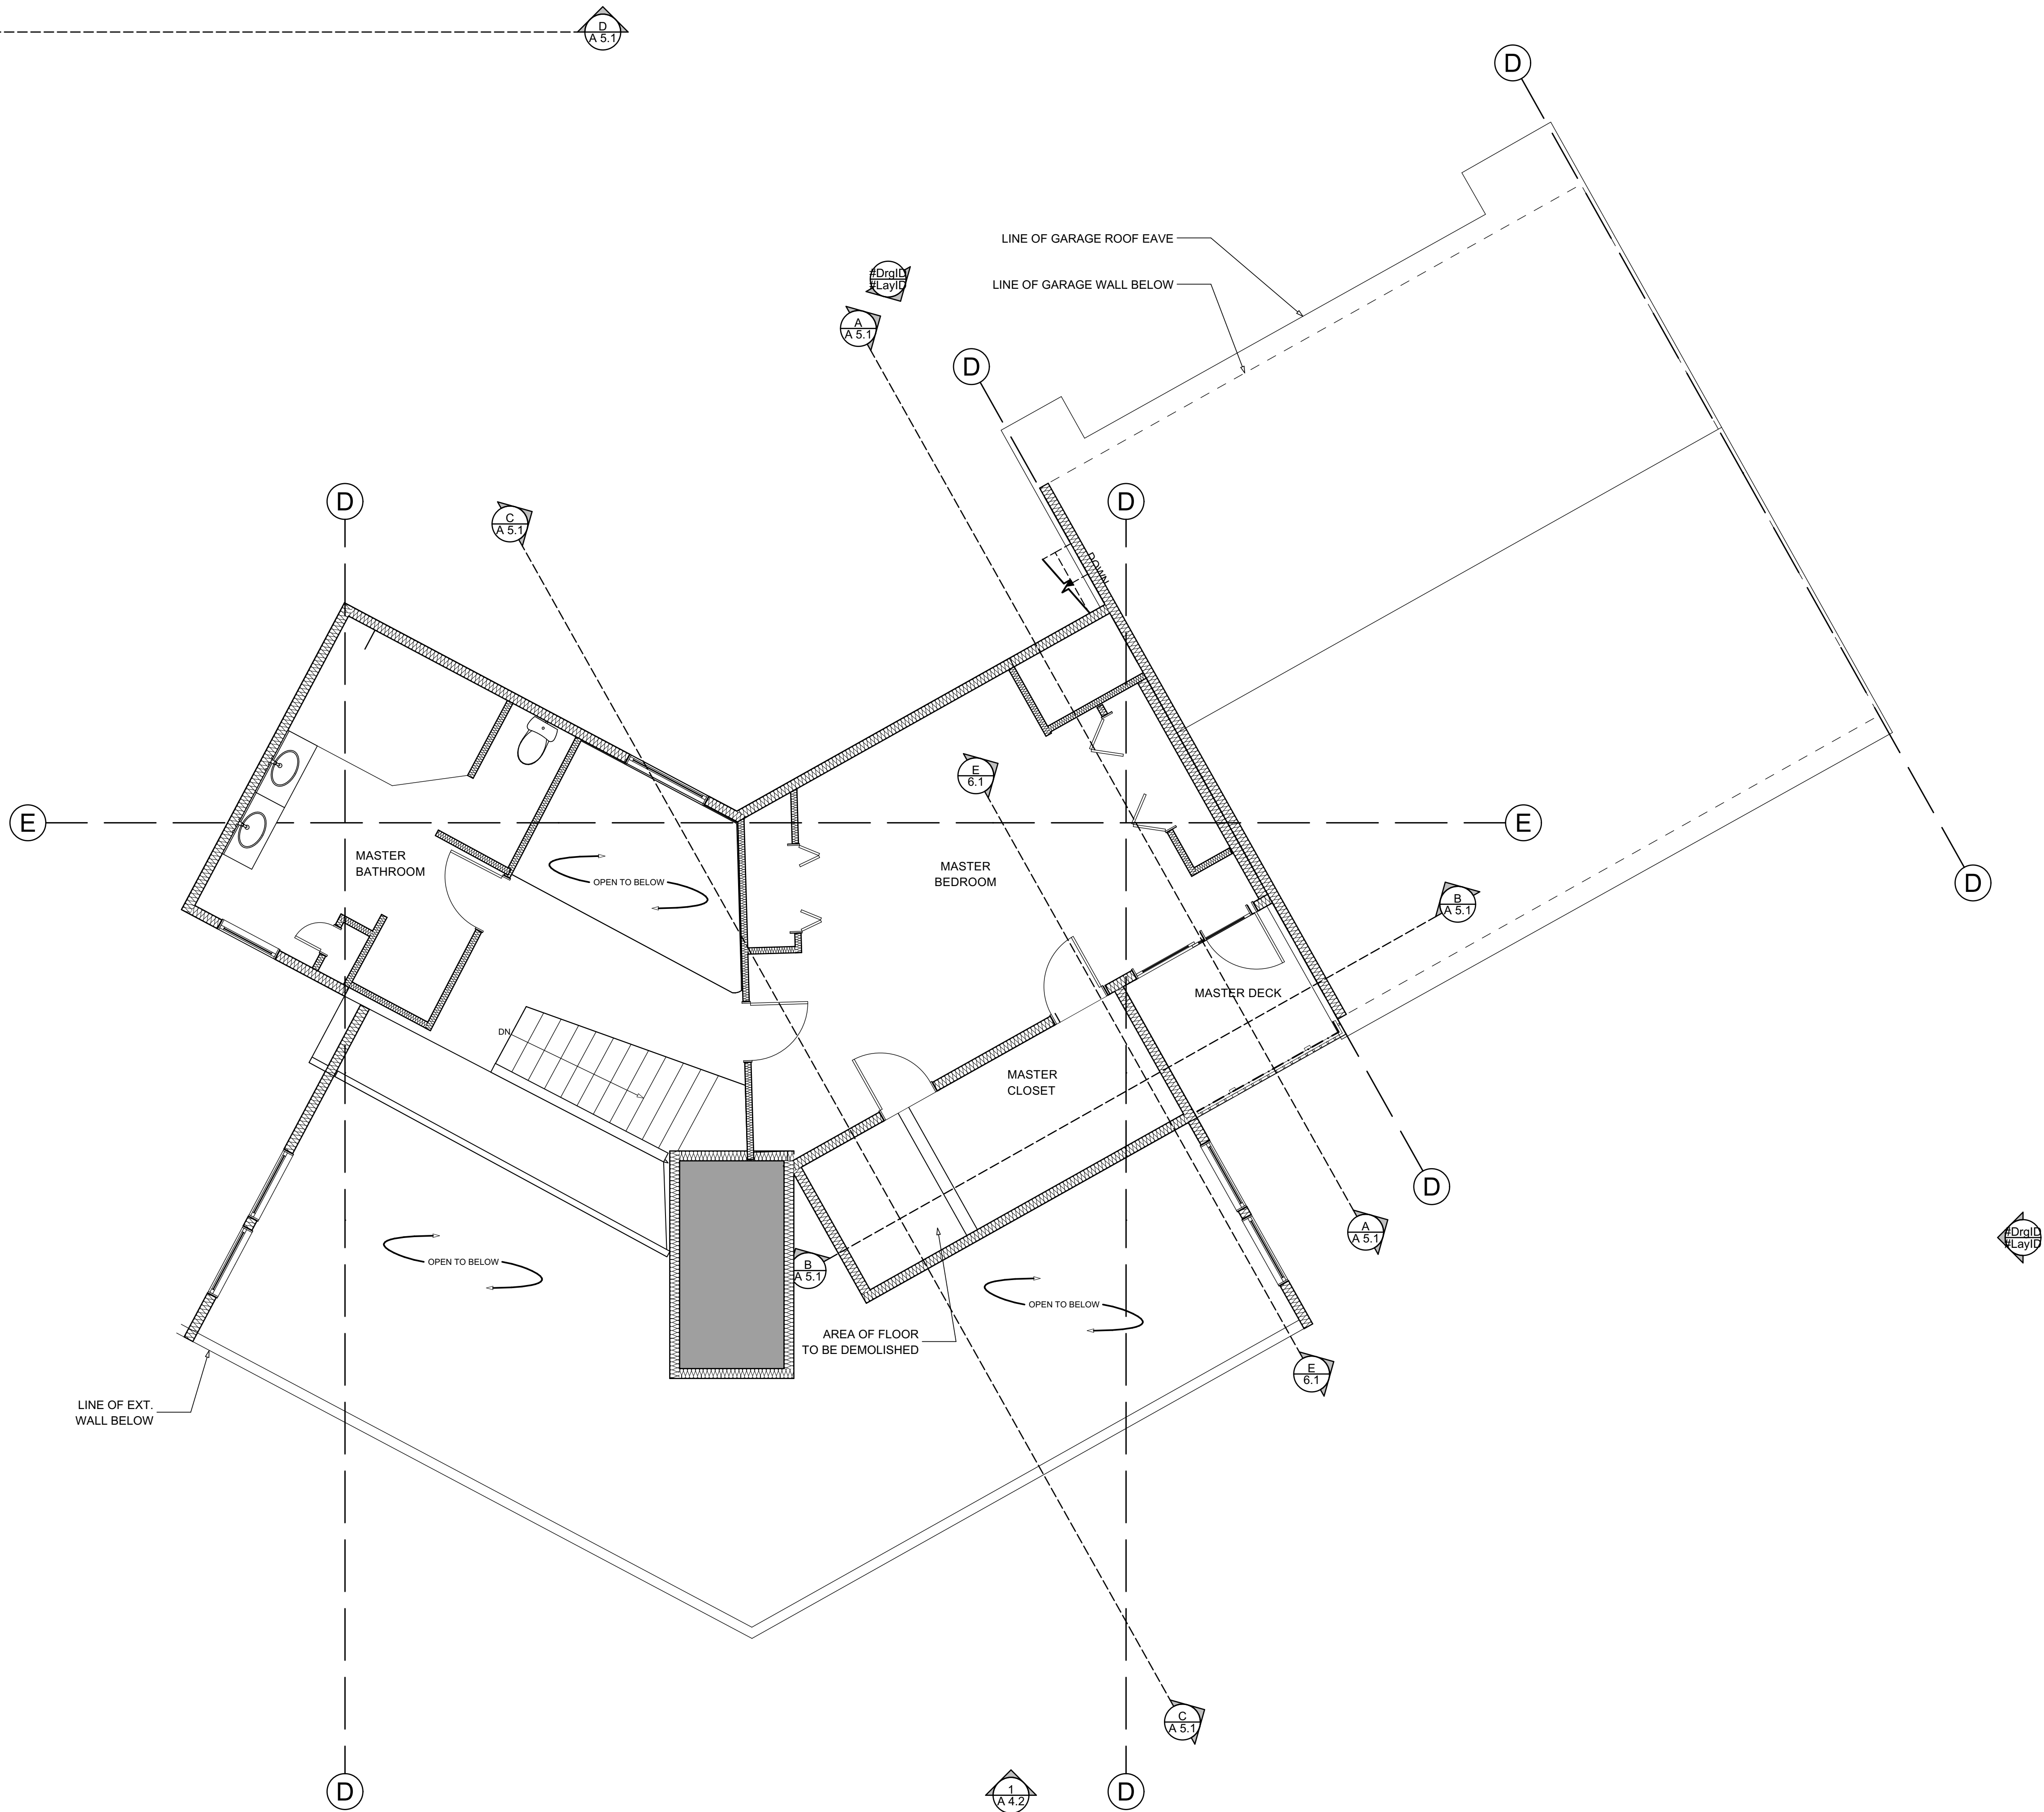 D
A 5.1
D
LINE OF GARAGE ROOF EAVE
#DrgID
#LayID
LINE OF GARAGE WALL BELOW
A
A 5.1
D
D
C
A 5.1
D
DOWN
E
6.1
E
E
MASTER
BATHROOM
OPEN TO BELOW
MASTER
BEDROOM
D
B
A 5.1
MASTER DECK
DN
MASTER
CLOSET
D
A
A 5.1
#DrgID
#LayID
OPEN TO BELOW
B
A 5.1
OPEN TO BELOW
AREA OF FLOOR
TO BE DEMOLISHED
E
6.1
LINE OF EXT.
WALL BELOW
C
A 5.1
D
1
A 4.2
D